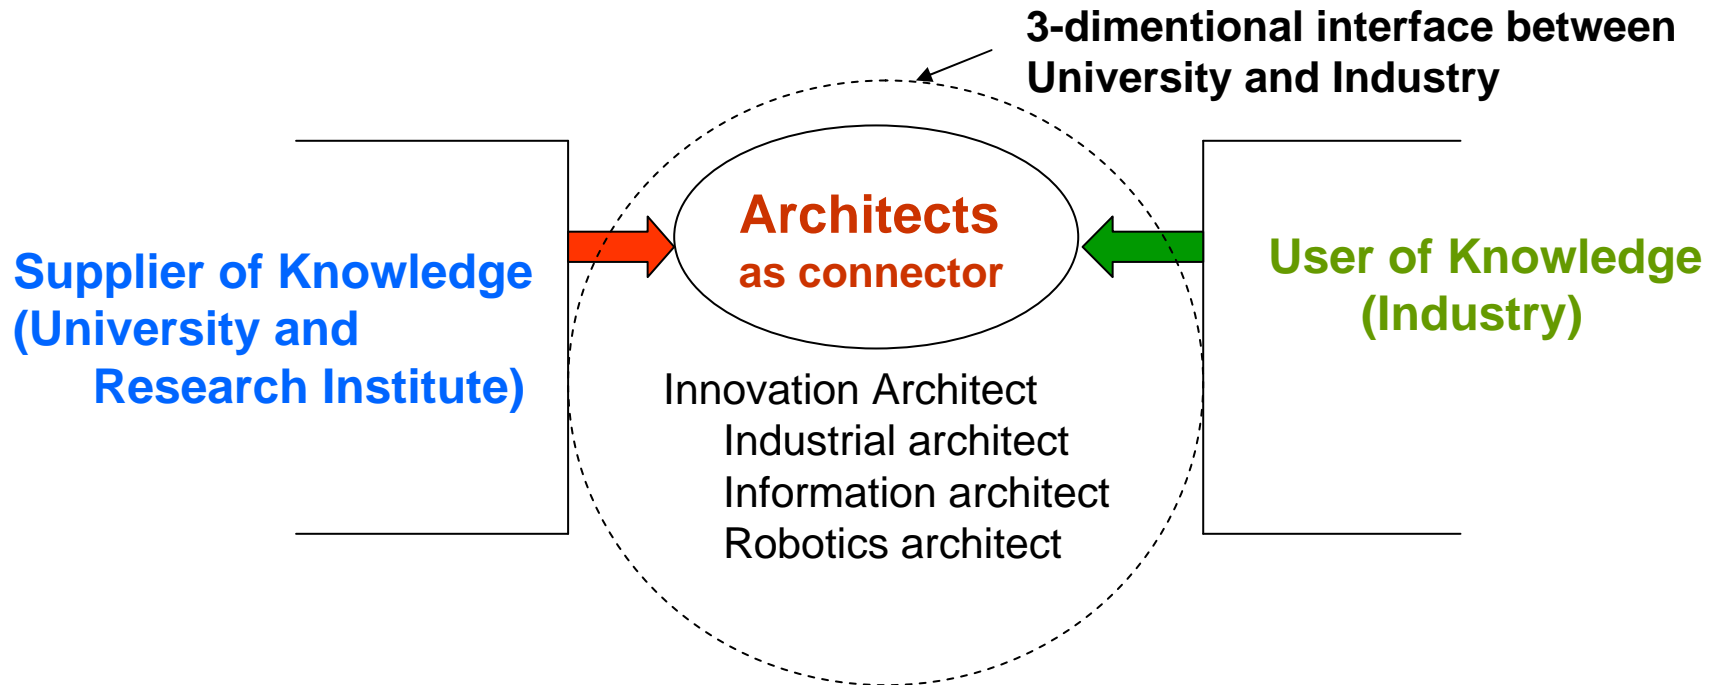 3-dimentional interface between
University and Industry
Supplier of Knowledge
(University and
Research Institute)
Architects
as connector
User of Knowledge
(Industry)
Innovation Architect
Industrial architect
Information architect
Robotics architect